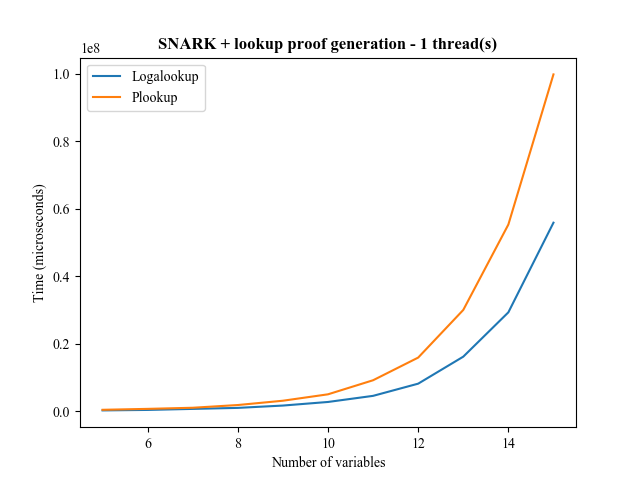 SNARK + lookup proof generation - 1 thread(s)
1e8
Logalookup
Plookup
1.0
0.8
0.6
0.4
0.2
0.0
Time (microseconds)
6 8 10 12 14
Number of variables